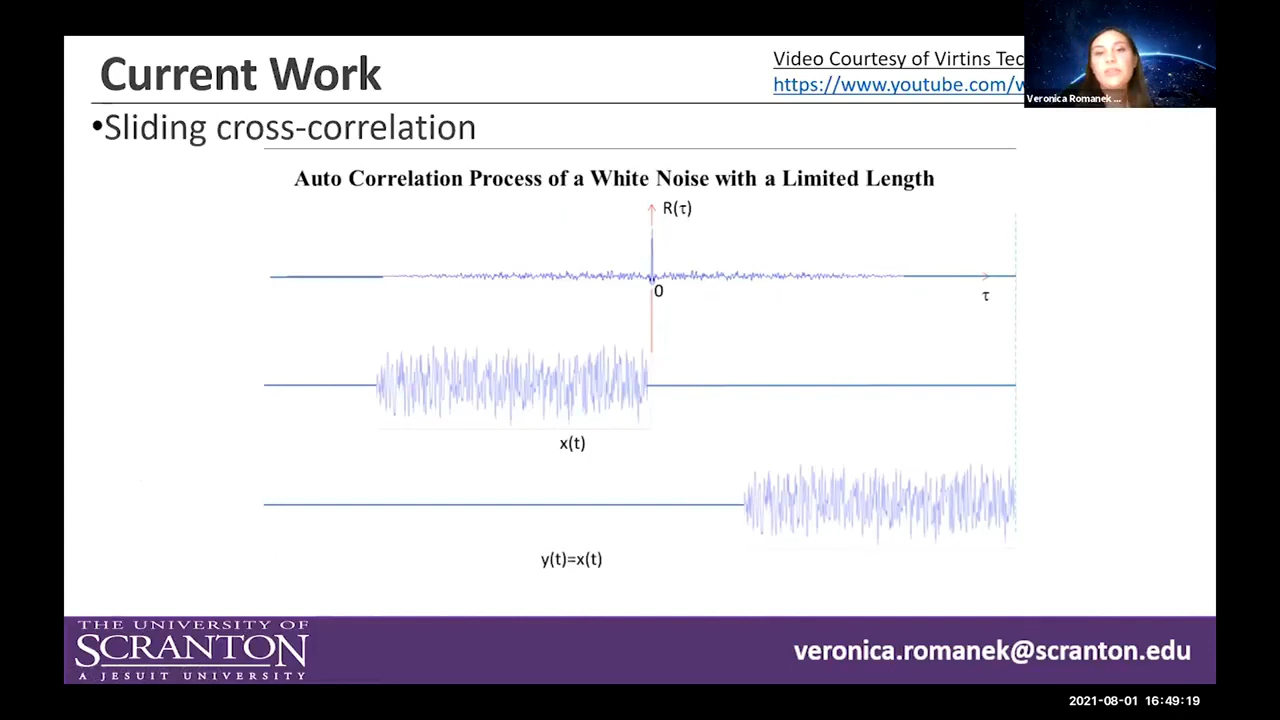 Current Work
Video Courtesy of Virtins Tec
https://www.youtube.com/w
Veronica Romanek ...
•Sliding cross-correlation
Auto Correlation Process of a White Noise with a Limited Length
R(τ)
0
τ
x(t)
y(t)=x(t)
THE UNIVERSITY OF
SCRANTON
A JESUIT UNIVERSITY
veronica.romanek@scranton.edu
2021-08-01 16:49:19